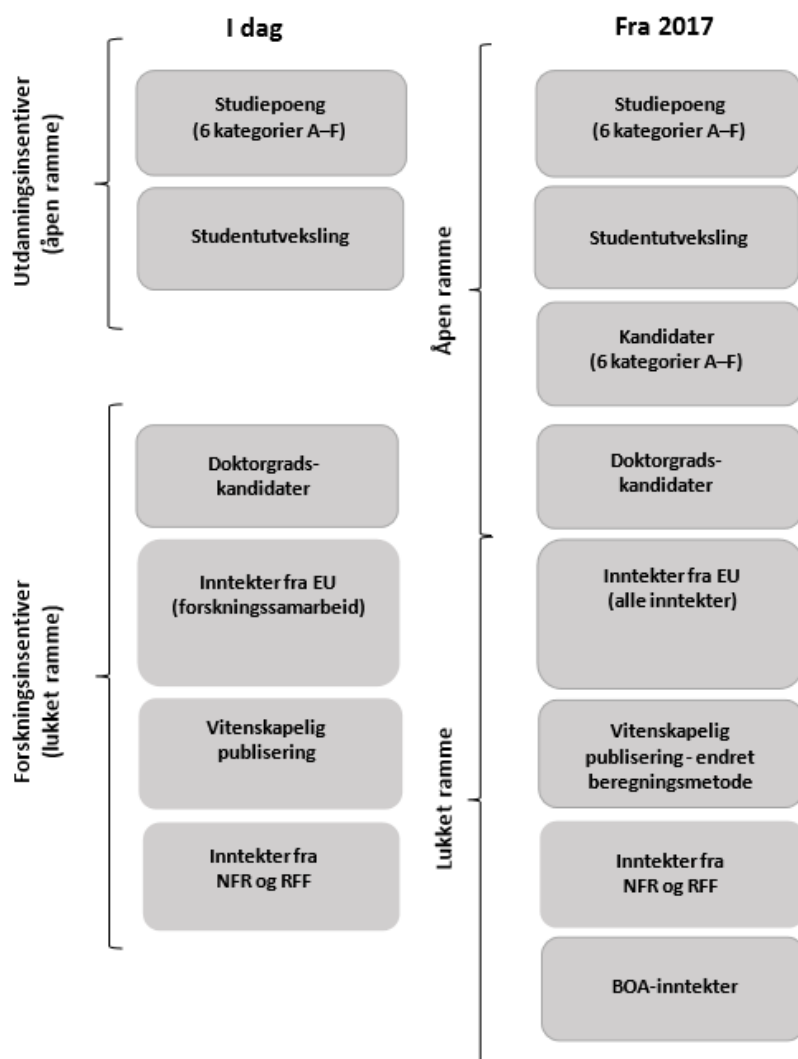 I dag
Utdanningsinsentiver
(åpen ramme)
Studiepoeng
(6 kategorier A–F)
Studentutveksling
Forskningsinsentiver
(lukket ramme)
Doktorgrads-
kandidater
Inntekter fra EU
(forskningssamarbeid)
Vitenskapelig
publisering
Inntekter fra
NFR og RFF
Fra 2017
Åpen ramme
Studiepoeng
(6 kategorier A–F)
Studentutveksling
Kandidater
(6 kategorier A–F)
Doktorgrads-
kandidater
Lukket ramme
Inntekter fra EU
(alle inntekter)
Vitenskapelig
publisering - endret
beregningsmetode
Inntekter fra
NFR og RFF
BOA-inntekter